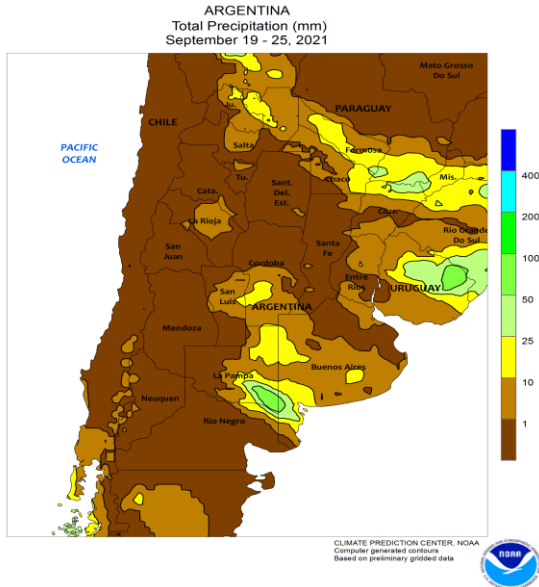 ARGENTINA
Total Precipitation (mm)
September 19 - 25, 2021
Mato Grosso
Do Sul
Ju.
PARAGUAY
CHILE
PACIFIC
OCEAN
Salta
Formosa
Tu.
Chaco
Mis.
Cata.
Sant.
Del.
Est.
Corr.
La Rioja
Rio Grande
Do Sul
San
Juan
Santa
Fe
Cordoba
Entre
Rios
URUGUAY
San
Luis
ARGENTINA
Mendoza
Buenos Aires
La Pampa
Neuquen
Rio Negro
400
200
100
50
25
10
1
CLIMATE PREDICTION CENTER, NOAA
Computer generated contours
Based on preliminary gridded data
NOAA